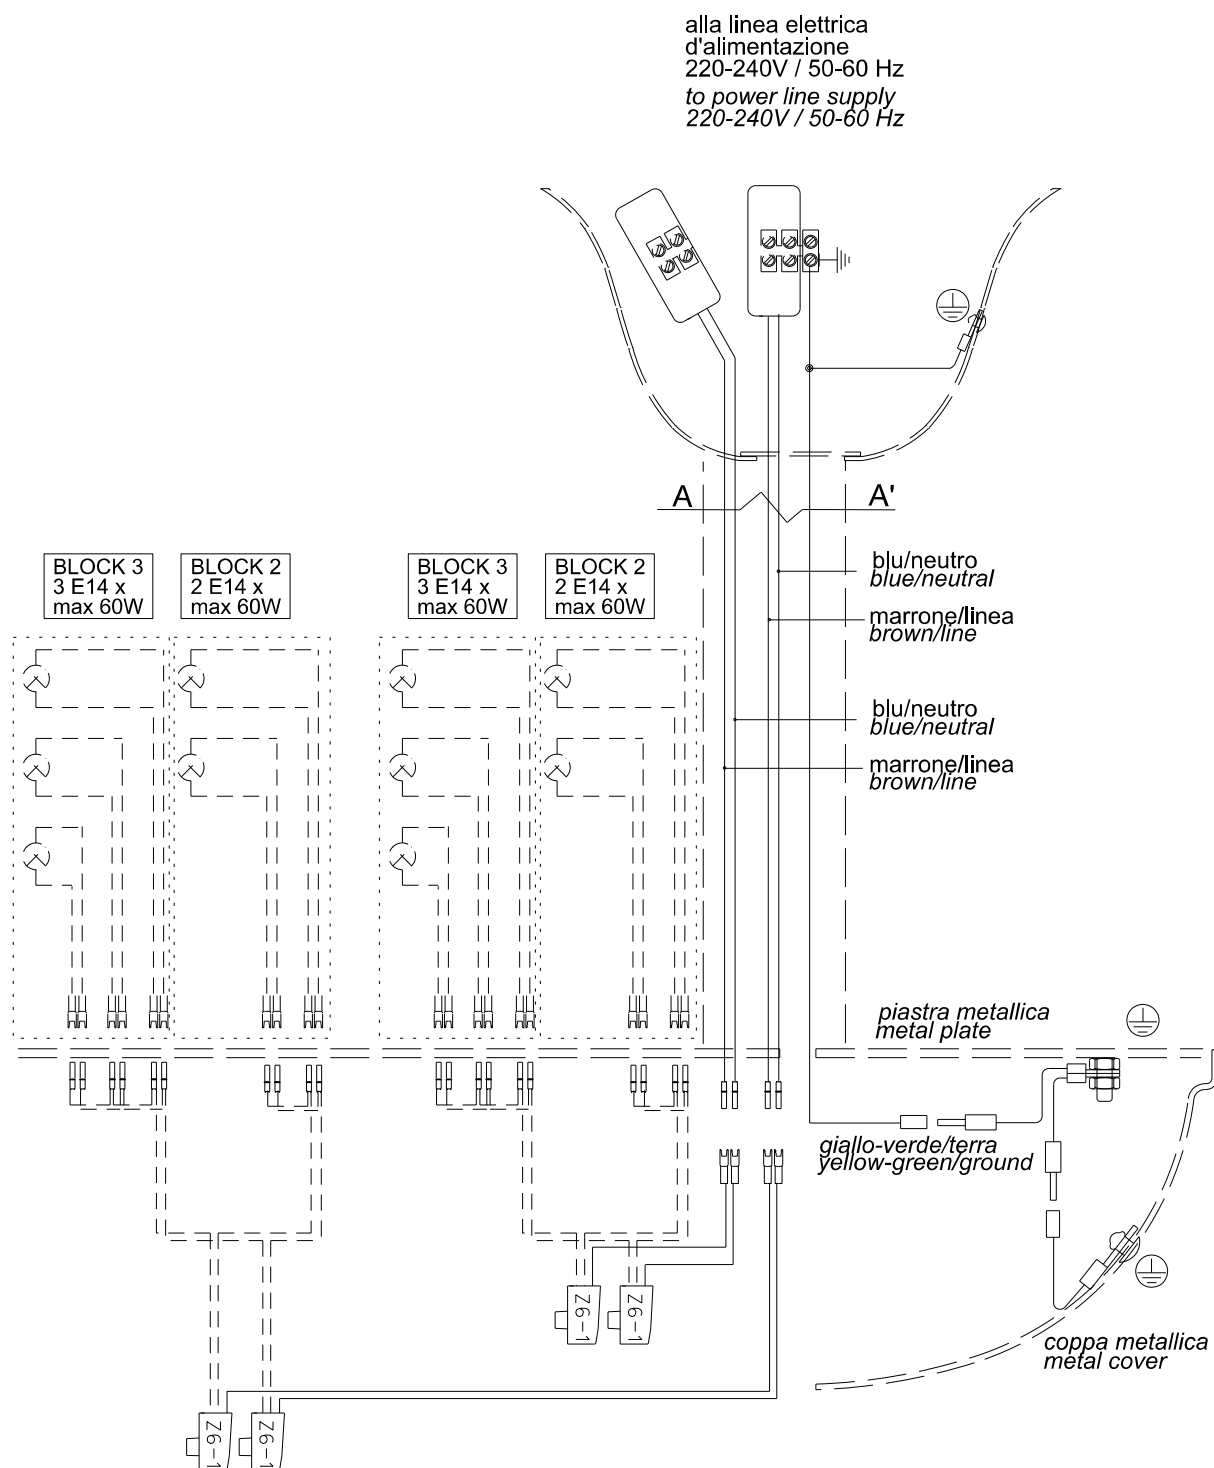 alla linea elettrica
d'alimentazione
220-240V / 50-60 Hz
to power line supply
220-240V / 50-60 Hz
A
A'
BLOCK 3
3 E14 x
max 60W
BLOCK 2
2 E14 x
max 60W
BLOCK 3
3 E14 x
max 60W
BLOCK 2
2 E14 x
max 60W
blu/neutro
blue/neutral
marrone/linea
brown/line
blu/neutro
blue/neutral
marrone/linea
brown/line
piastra metallica
metal plate
giallo-verde/terra
yellow-green/ground
Z6-1
Z6-1
coppa metallica
metal cover
Z6-1
Z6-1